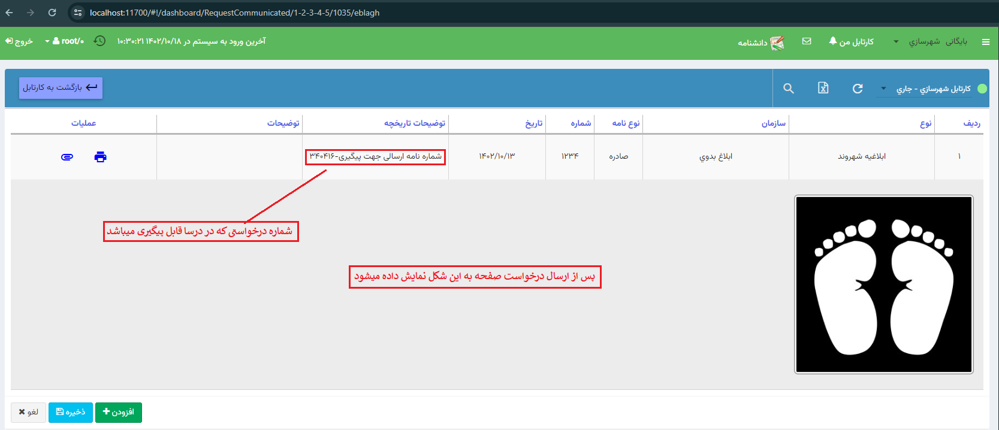 localhost:11700/#!/dashboard/RequestCommunicated/1-2-3-4-5/1035/eblagh
بایگانی شهرسازي کارتابل من دانشنامه آخرین ورود به سیستم در ۱۴۰۲/۱۰/۱۸ ۱۰:۳۰:۲۱ root/۰ خروج
کارتابل شهرسازي - جاري بازگشت به کارتابل
ردیف نوع سازمان نوع نامه شماره تاریخ توضیحات تاریخچه توضیحات عملیات
۱ ابلاغیه شهروند ابلاغ بدوي صادره ۱۲۳۴ ۱۴۰۲/۱۰/۱۳ شماره نامه ارسالی جهت پیگیری-۳۴۰۴۱۶
شماره درخواستی که در درسا قابل پیگیری میباشد
پس از ارسال درخواست صفحه به این شکل نمایش داده میشود
افزودن ذخیره لغو